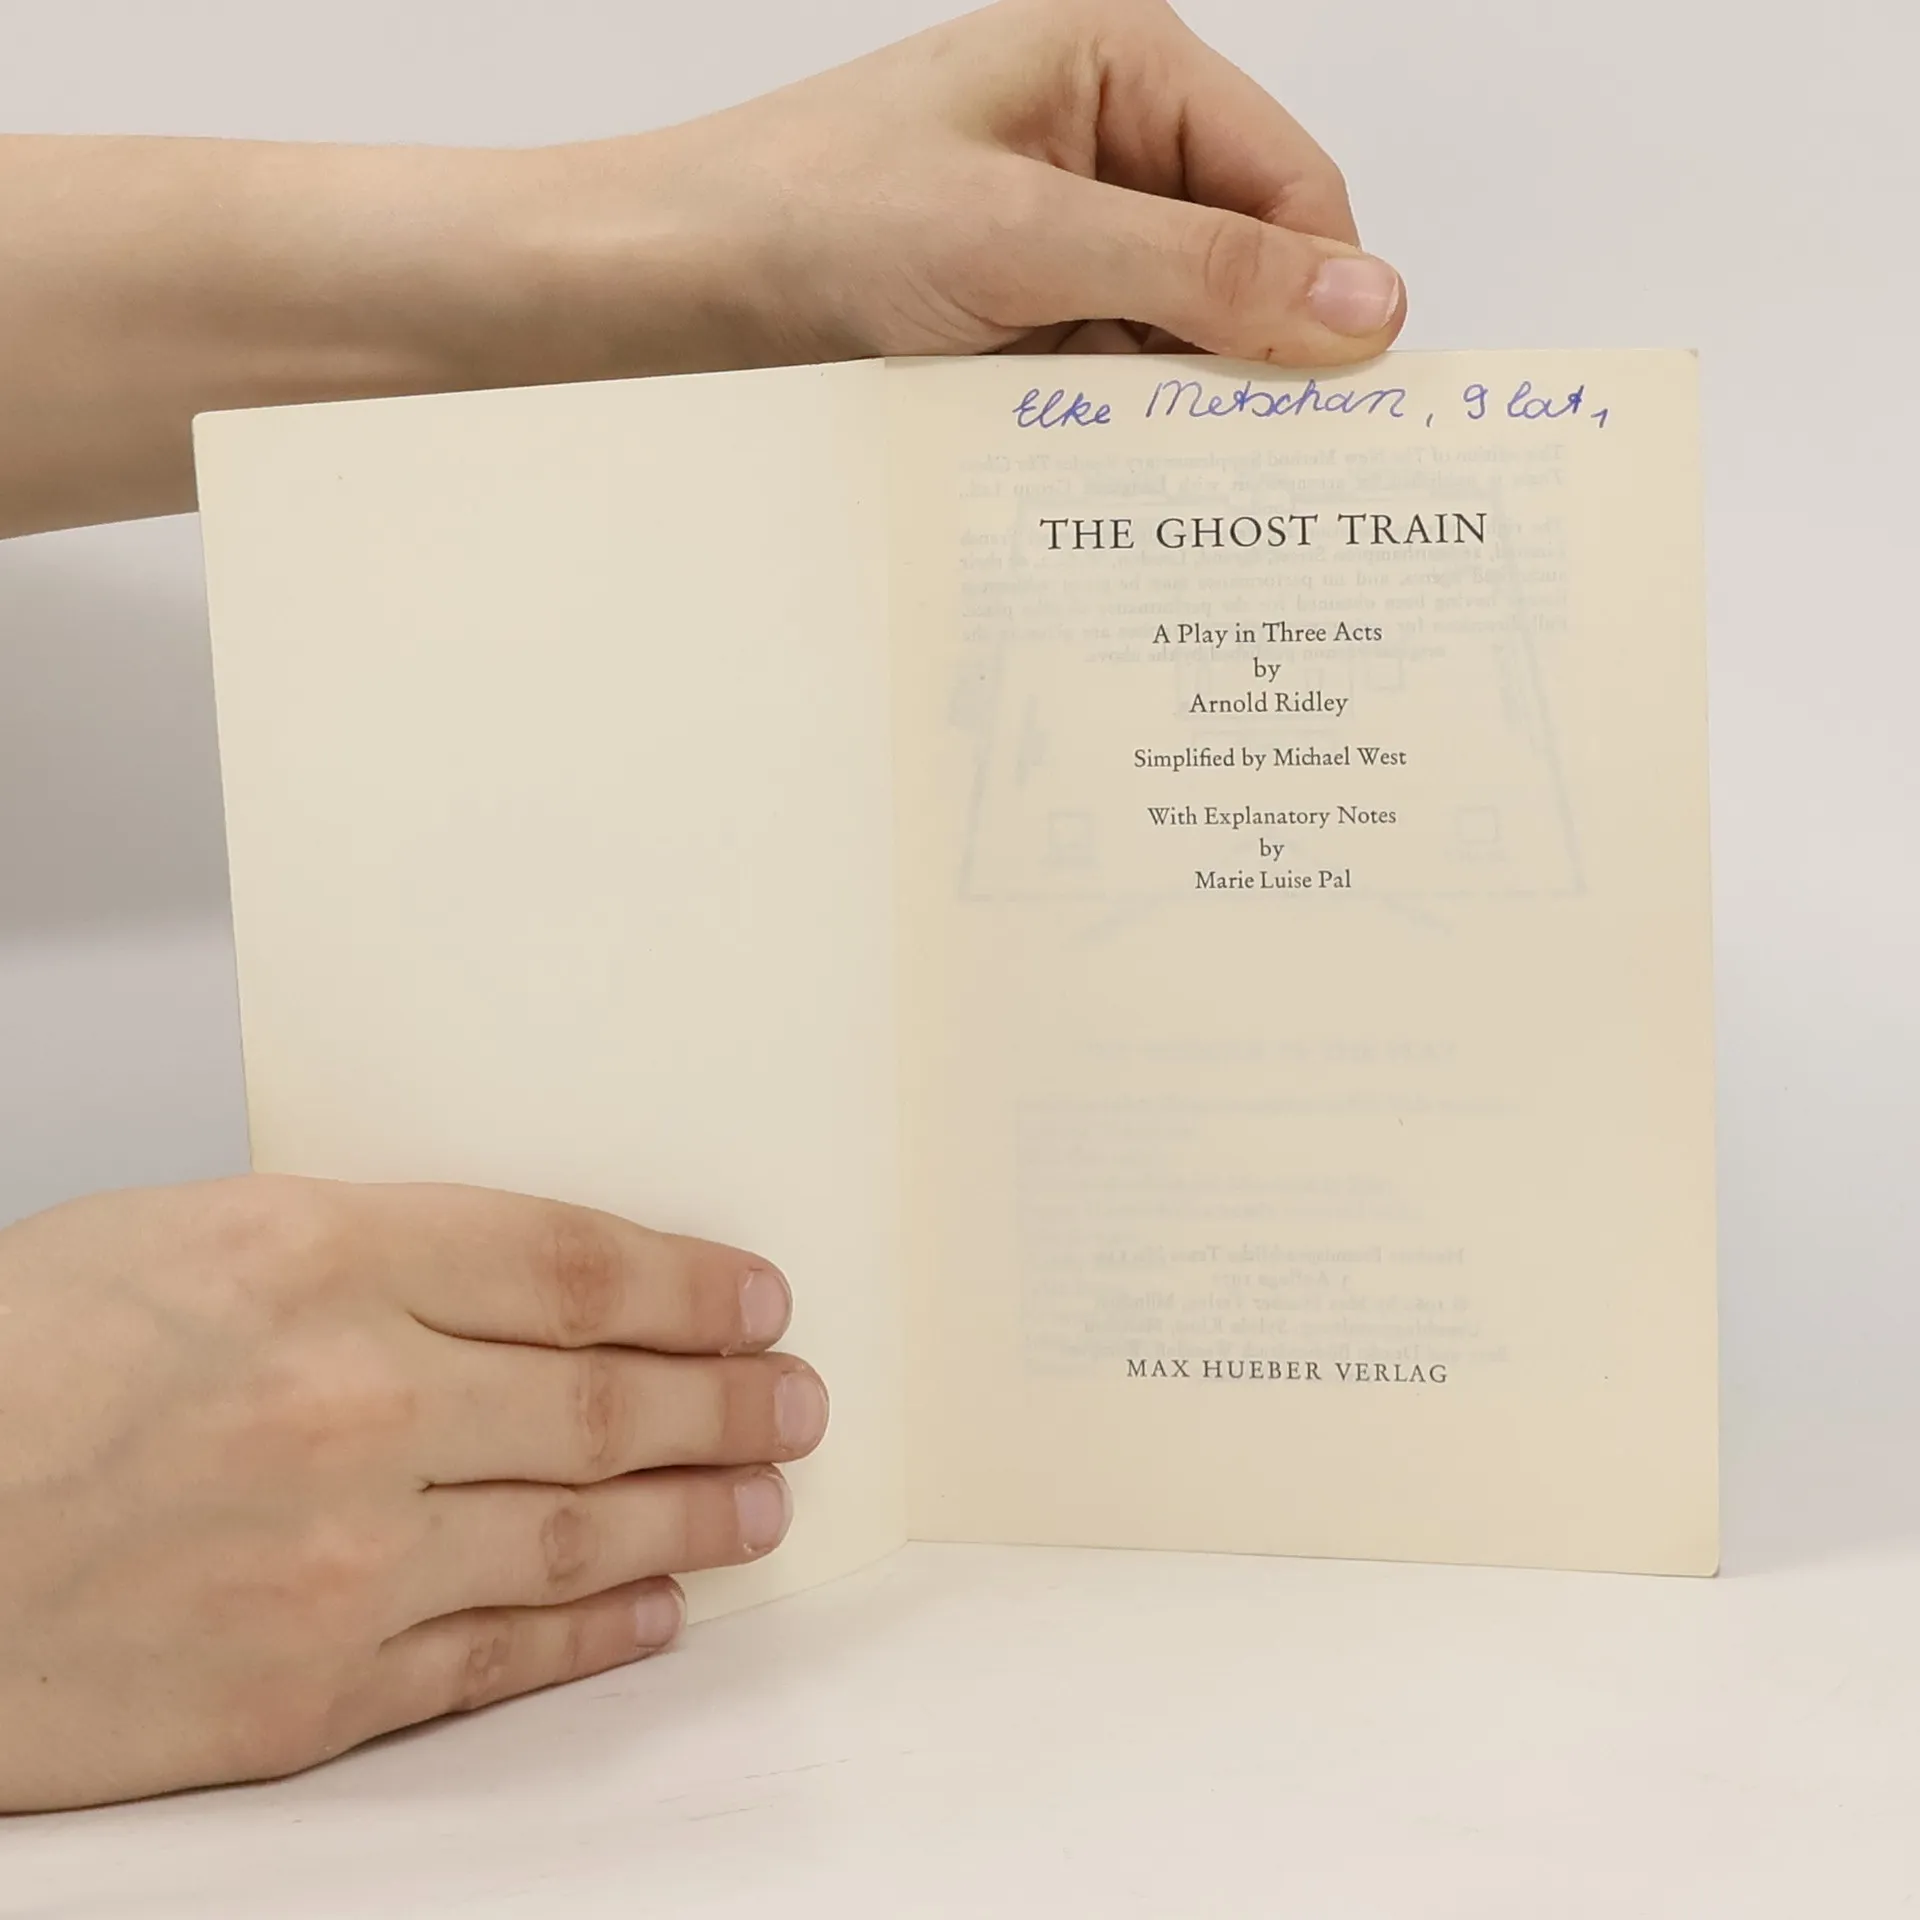 Elke Metschan, 9 lat 1
THE GHOST TRAIN
A Play in Three Acts
by
Arnold Ridley
Simplified by Michael West
With Explanatory Notes
by
Marie Luise Pal
MAX HUEBER VERLAG